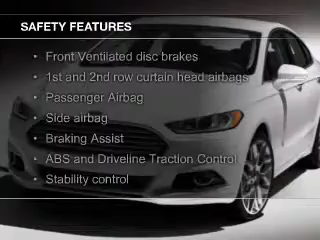 SAFETY FEATURES
• Front Ventilated disc brakes
• 1st and 2nd row curtain head airbags
• Passenger Airbag
• Side airbag
• Braking Assist
• ABS and Driveline Traction Control
• Stability control